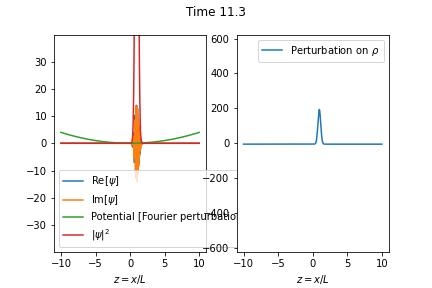 Time 11.3
30
20
10
0
−10
−20
−30
Re[ψ]
Im[ψ]
Potential [Fourier perturbatio
|ψ|²
−10 −5 0 5 10
z = x/L
600
400
200
0
−200
−400
−600
Perturbation on ρ
−10 −5 0 5 10
z = x/L